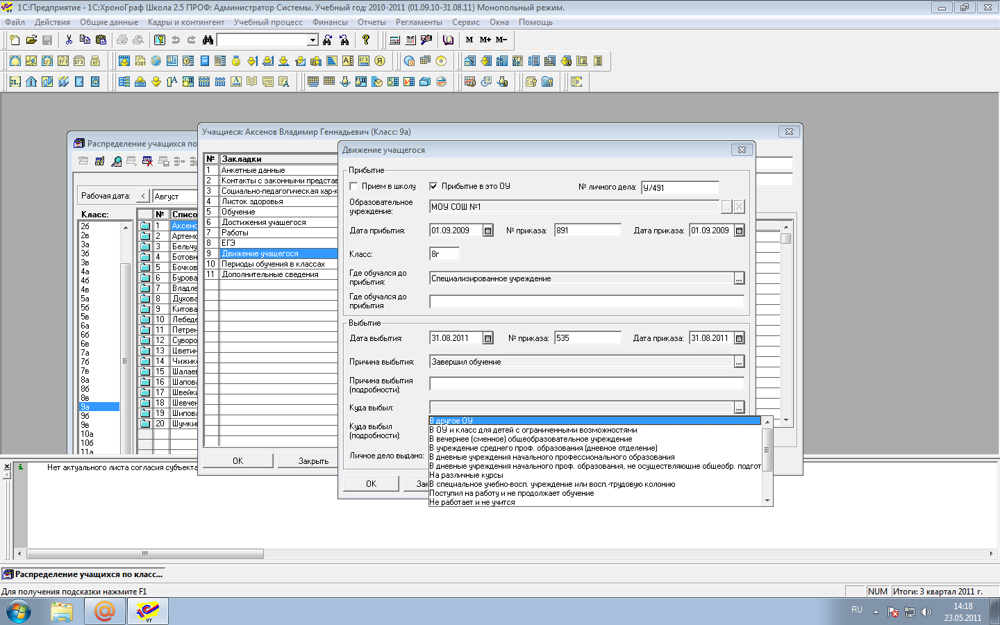 1С:Предприятие - 1С:ХроноГраф Школа 2.5 ПРОФ: Администратор Системы. Учебный год: 2010-2011 (01.09.10-31.08.11) Монопольный режим.
Файл Действия Общие данные Кадры и контингент Учебный процесс Финансы Отчеты Регламенты Сервис Окна Помощь
M M+ M−
Распределение учащихся по
Рабочая дата: < Август
Класс:
2б
2в
3а
3б
3в
4а
4б
4в
5а
5б
5в
6а
6б
6в
7а
7б
7в
8а
8б
8в
9а
9б
9в
10а
10б
11а
№ Списо
1 Аксено
2 Артемо
3 Бельчу
4 Ботовн
5 Бочков
6 Бурова
7 Владле
8 Духова
9 Китова
10 Лебеде
11 Петрен
12 Суворо
13 Цветин
14 Чижико
15 Шалаев
16 Шапова
17 Швейки
18 Шевчен
19 Шипова
20 Шумки
Учащиеся: Аксенов Владимир Геннадьевич (Класс: 9а)
№ Закладки
1 Анкетные данные
2 Контакты с законными представ
3 Социально-педагогическая хар-к
4 Листок здоровья
5 Обучение
6 Достижения учащегося
7 Работы
8 ЕГЭ
9 Движение учащегося
10 Периоды обучения в классах
11 Дополнительные сведения
OK Закрыть
Движение учащегося
Прибытие
Прием в школу Прибытие в это ОУ № личного дела: У/491
Образовательное учреждение: МОУ СОШ №1
Дата прибытия: 01.09.2009 № приказа: 891 Дата приказа: 01.09.2009
Класс: 8г
Где обучался до прибытия: Специализированное учреждение
Где обучался до прибытия
Выбытие
Дата выбытия: 31.08.2011 № приказа: 535 Дата приказа: 31.08.2011
Причина выбытия: Завершил обучение
Причина выбытия (подробности):
Куда выбыл:
Куда выбыл (подробности):
Личное дело выдано:
OK Зак
В другое ОУ
В ОУ и класс для детей с ограниченными возможностями
В вечернее (сменное) общеобразовательное учреждение
В учреждение среднего проф. образования (дневное отделение)
В дневные учреждения начального профессионального образования
В дневные учреждения начального проф. образования, не осуществляющие общеобр. подгот
На различные курсы
В специальное учебно-восп. учреждение или восп.-трудовую колонию
Поступил на работу и не продолжает обучение
Не работает и не учится
Нет актуального листа согласия субъекта
Распределение учащихся по класс...
Для получения подсказки нажмите F1
NUM Итоги: 3 квартал 2011 г.
RU 14:18
23.05.2011